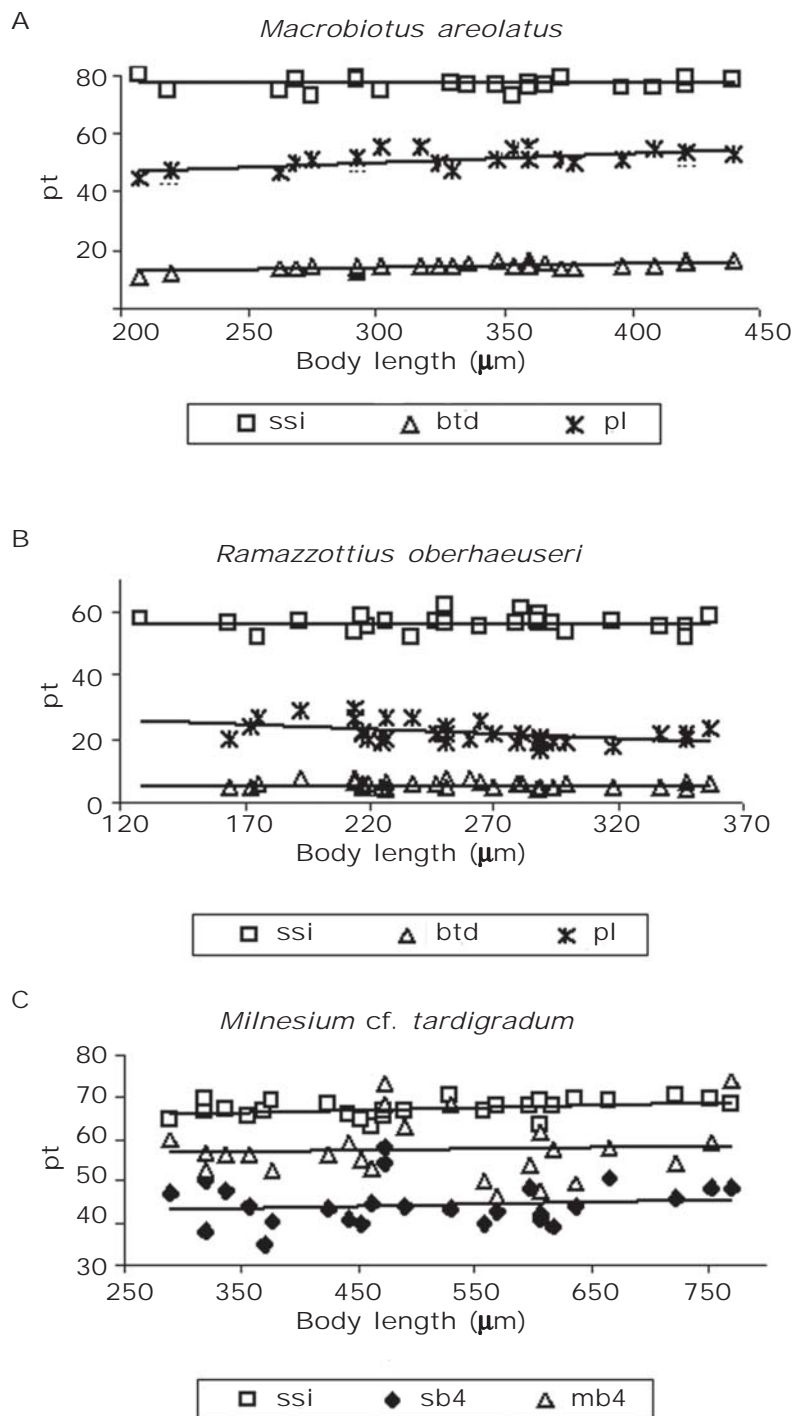 A
Macrobiotus areolatus
80
60
40
20
pt
200 250 300 350 400 450
Body length (µm)
ssi btd pl
B
Ramazzottius oberhaeuseri
60
40
20
0
pt
120 170 220 270 320 370
Body length (µm)
ssi btd pl
C
Milnesium cf. tardigradum
80
70
60
50
40
30
pt
250 350 450 550 650 750
Body length (µm)
ssi sb4 mb4